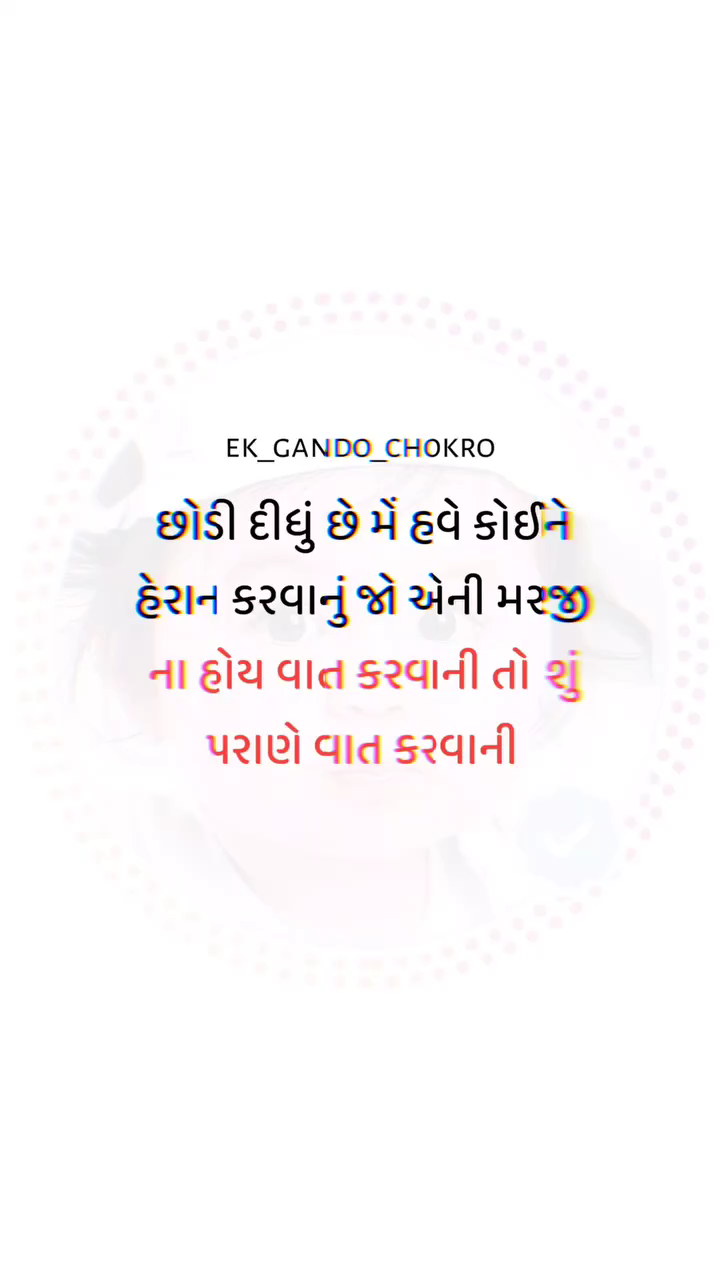 EK_GANDO_CHOKRO
છોડી દીધું છે મેં હવે કોઈને
હેરાન કરવાનું જો એની મરજી
ના હોય વાત કરવાની તો શું
પરાણે વાત કરવાની